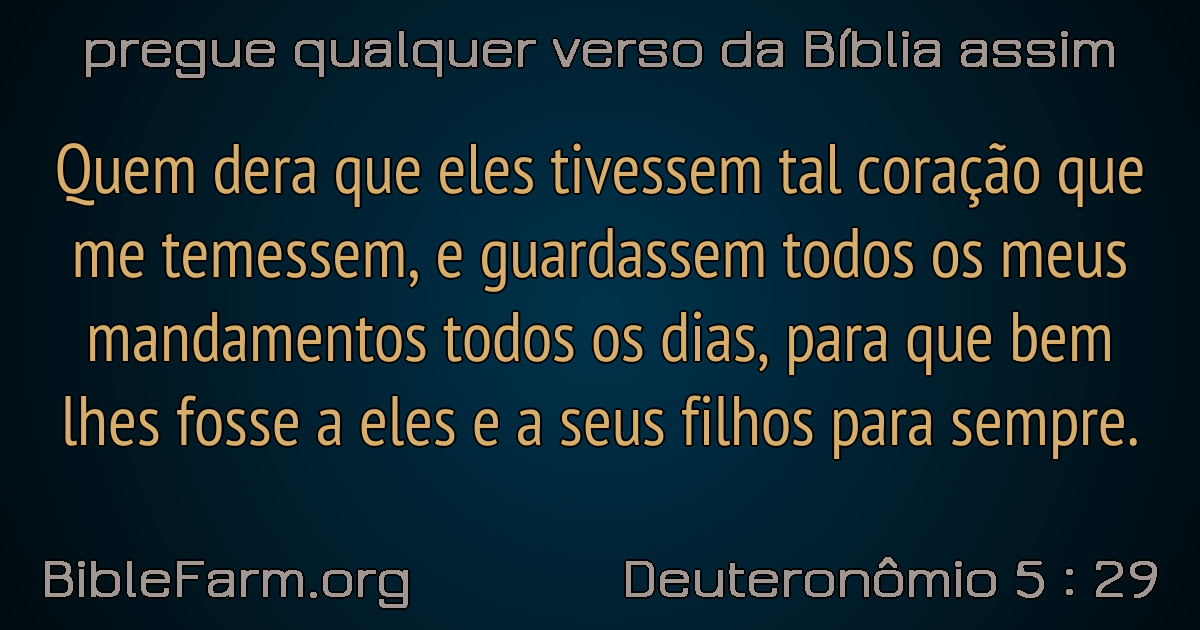 pregue qualquer verso da Bíblia assim
Quem dera que eles tivessem tal coração que
me temessem, e guardassem todos os meus
mandamentos todos os dias, para que bem
lhes fosse a eles e a seus filhos para sempre.
BibleFarm.org
Deuteronômio 5 : 29